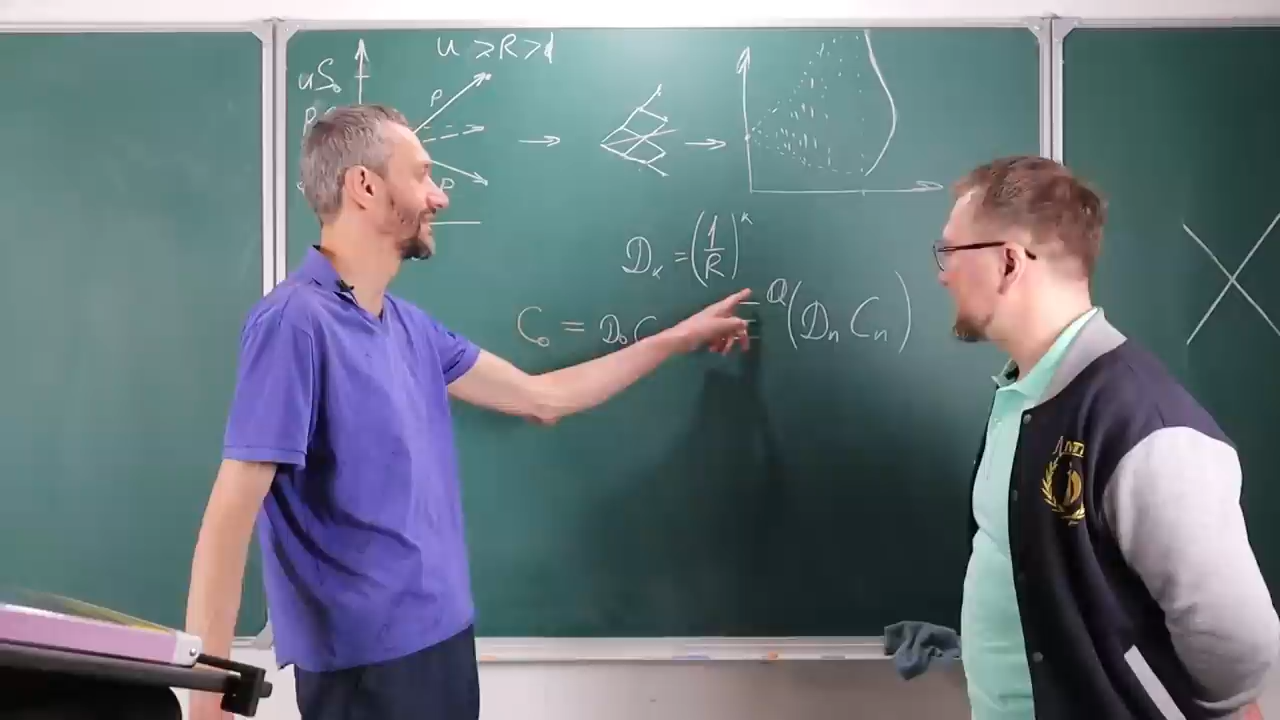 u > R > d
uS₀
P
P
Dₖ = (1/R)ᵏ
C₀ = D₀C = Q(DₙCₙ)